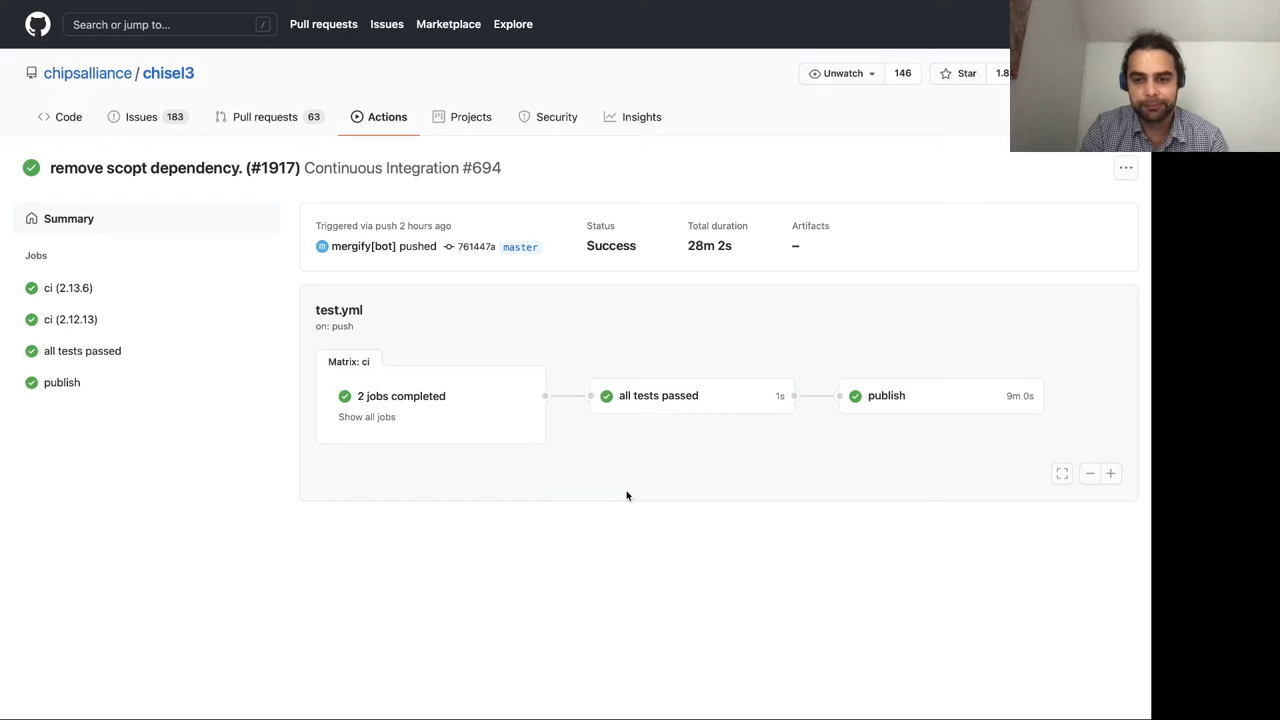 Search or jump to... /
Pull requests Issues Marketplace Explore
chipsalliance / chisel3
Unwatch 146 Star 1.8
Code Issues 183 Pull requests 63 Actions Projects Security Insights
remove scopt dependency. (#1917) Continuous Integration #694
Summary
Jobs
ci (2.13.6)
ci (2.12.13)
all tests passed
publish
Triggered via push 2 hours ago
mergify[bot] pushed 761447a master
Status
Success
Total duration
28m 2s
Artifacts
–
test.yml
on: push
Matrix: ci
2 jobs completed
Show all jobs
all tests passed 1s
publish 9m 0s